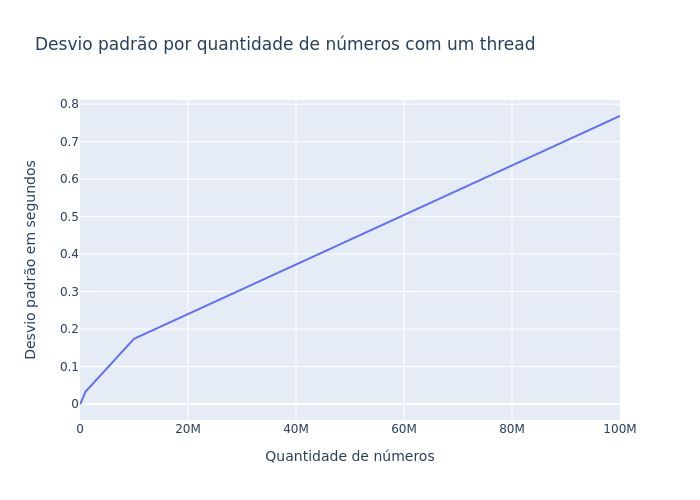 Desvio padrão por quantidade de números com um thread
0.8
0.7
0.6
0.5
0.4
0.3
0.2
0.1
0
Desvio padrão em segundos
0
20M
40M
60M
80M
100M
Quantidade de números